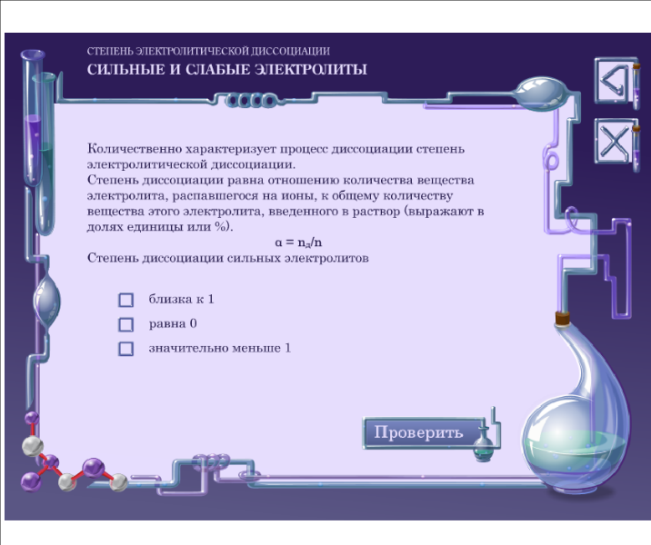 СТЕПЕНЬ ЭЛЕКТРОЛИТИЧЕСКОЙ ДИССОЦИАЦИИ
СИЛЬНЫЕ И СЛАБЫЕ ЭЛЕКТРОЛИТЫ
Количественно характеризует процесс диссоциации степень
электролитической диссоциации.
Степень диссоциации равна отношению количества вещества
электролита, распавшегося на ионы, к общему количеству
вещества этого электролита, введенного в раствор (выражают в
долях единицы или %).
α = nд/n
Степень диссоциации сильных электролитов
близка к 1
равна 0
значительно меньше 1
Проверить